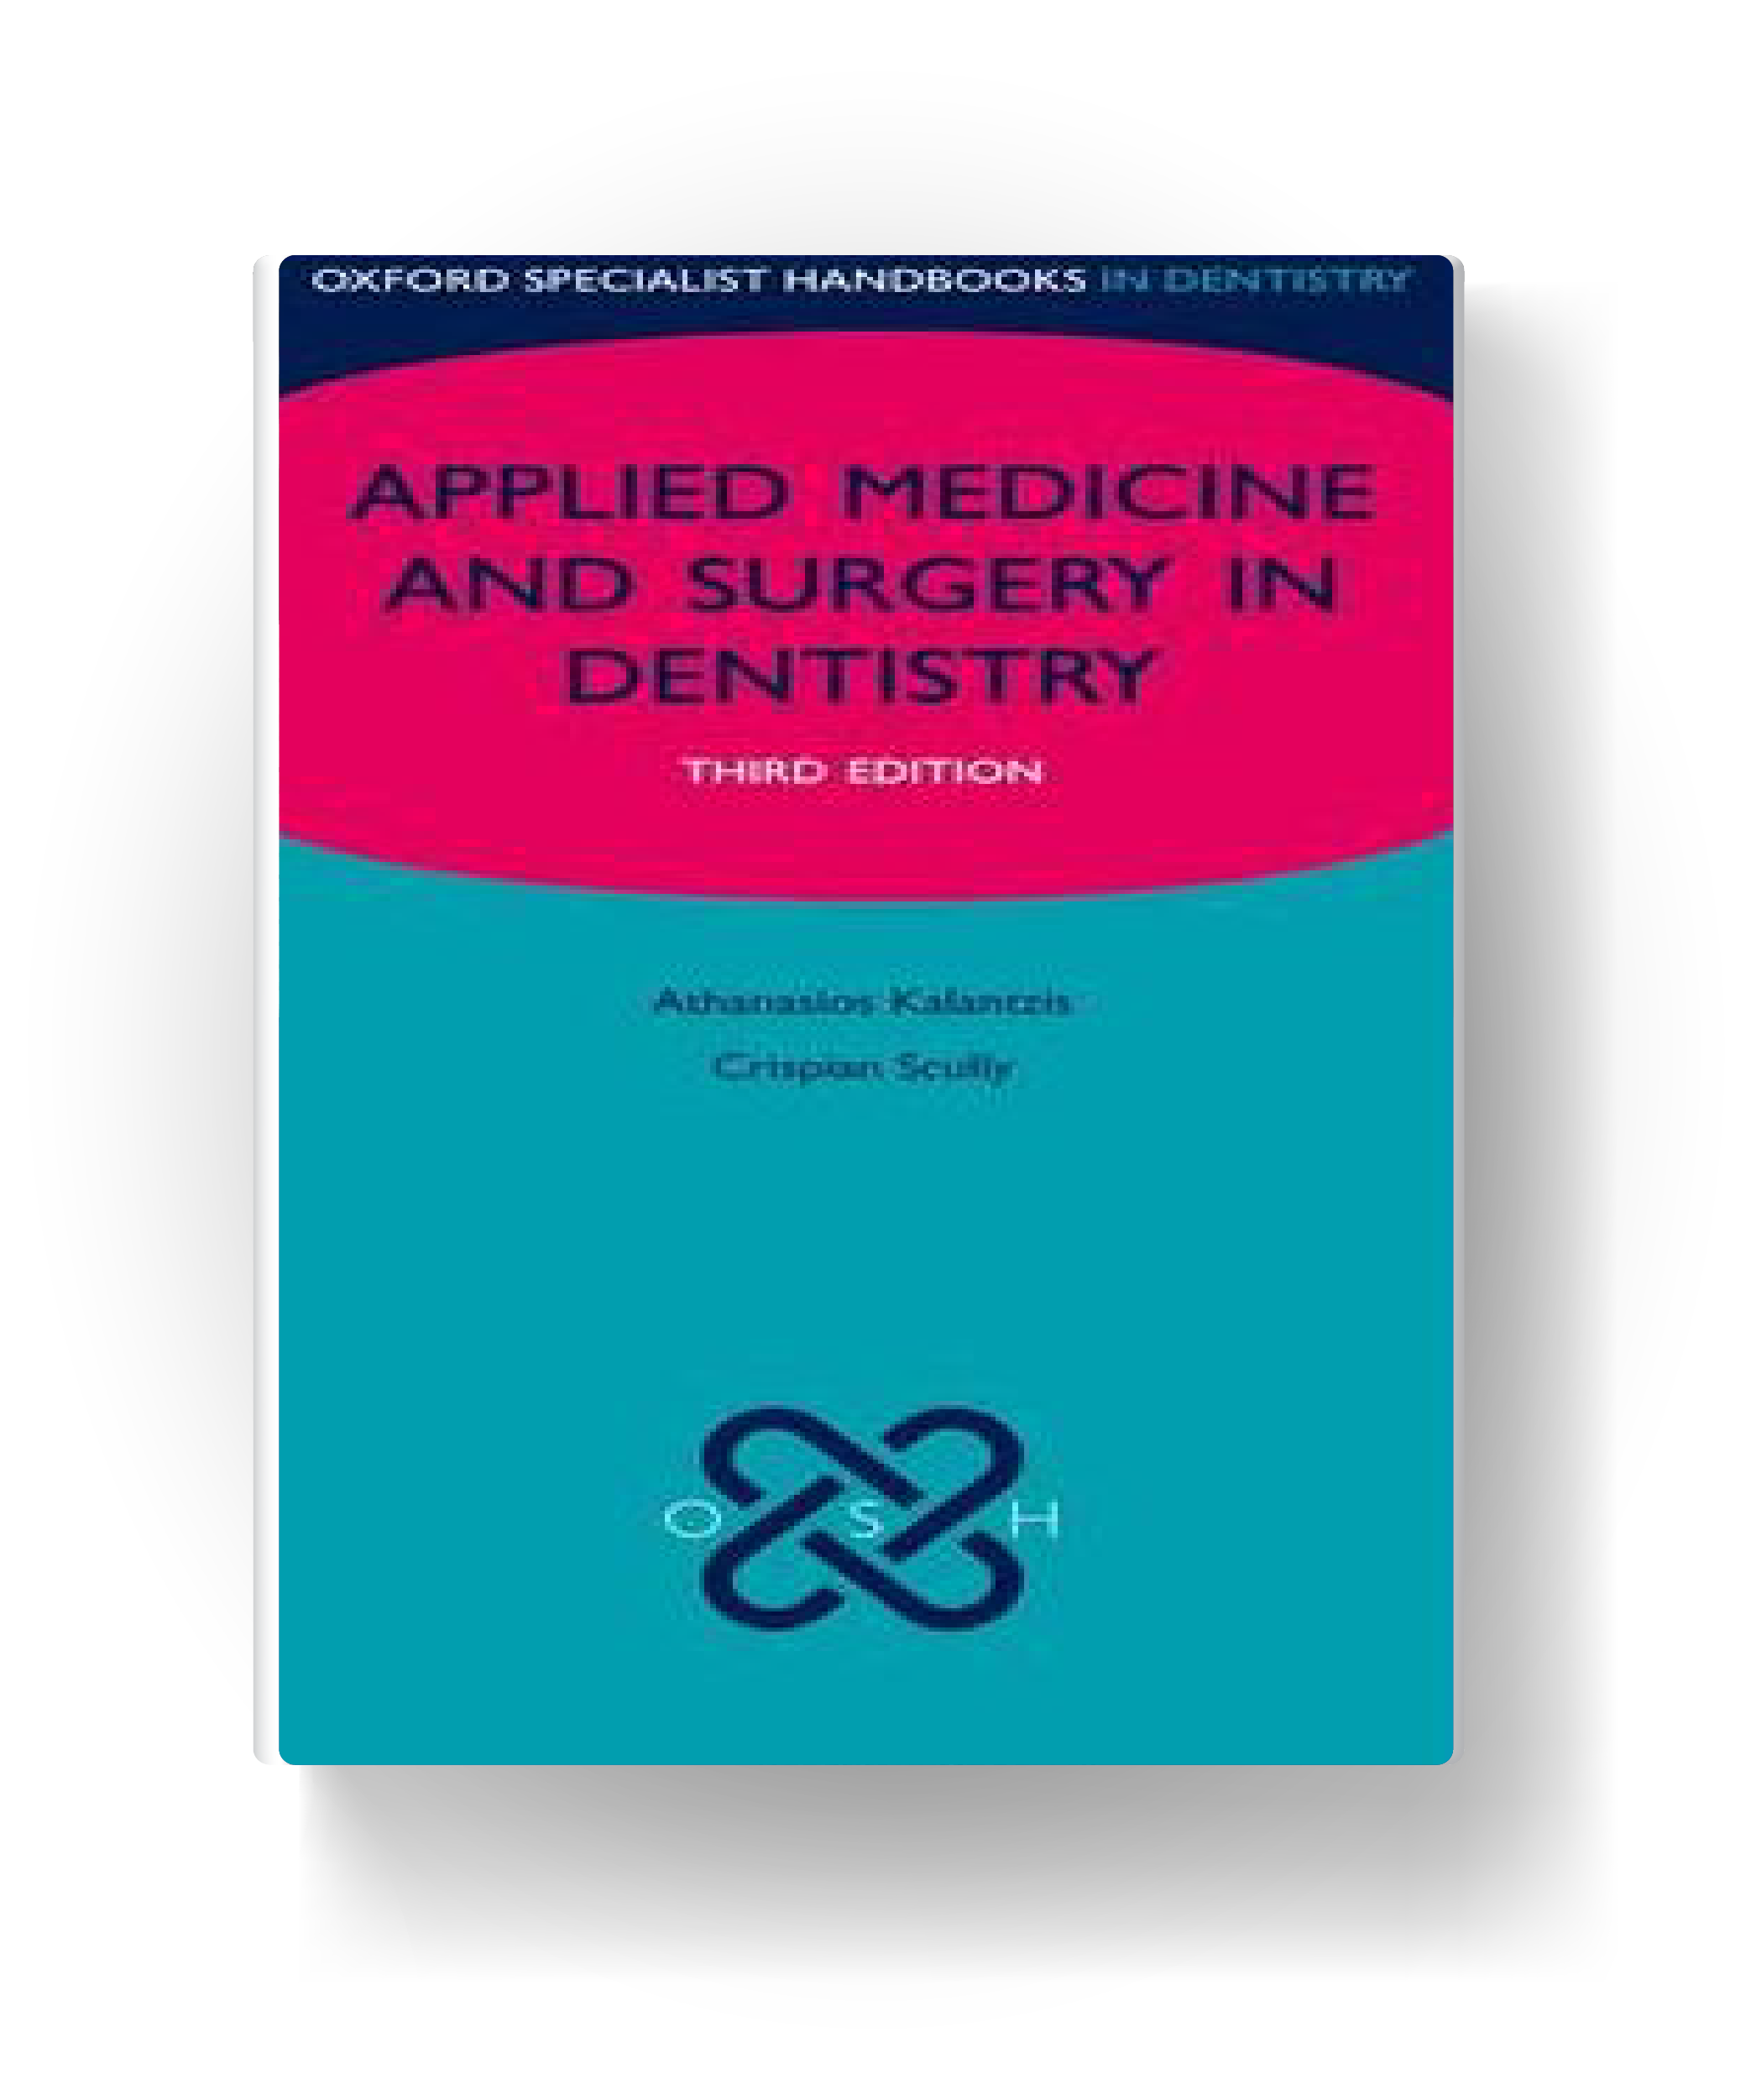 OXFORD SPECIALIST HANDBOOKS IN DENTISTRY
APPLIED MEDICINE
AND SURGERY IN
DENTISTRY
THIRD EDITION
Athanasios Kalantzis
Crispian Scully
O S H